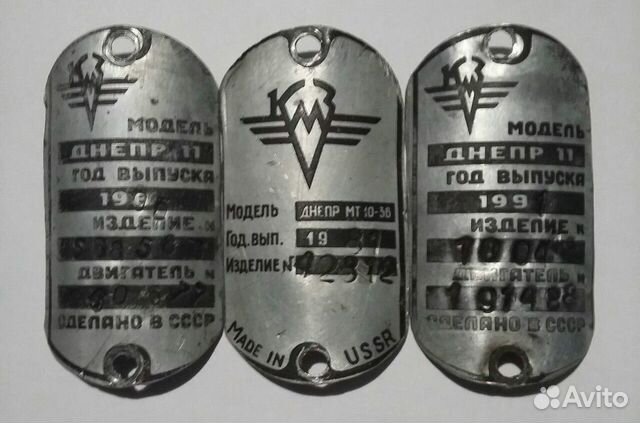 КМЗ
МОДЕЛЬ
ДНЕПР 11
ГОД ВЫПУСКА
ИЗДЕЛИЕ №
ДВИГАТЕЛЬ №
СДЕЛАНО В СССР
КМЗ
МОДЕЛЬ ДНЕПР МТ 10-36
ГОД. ВЫП. 19
ИЗДЕЛИЕ № 12312
MADE IN USSR
КМЗ
МОДЕЛЬ
ДНЕПР 11
ГОД ВЫПУСКА
199
ИЗДЕЛИЕ №
ДВИГАТЕЛЬ №
191428
СДЕЛАНО В СССР
Avito